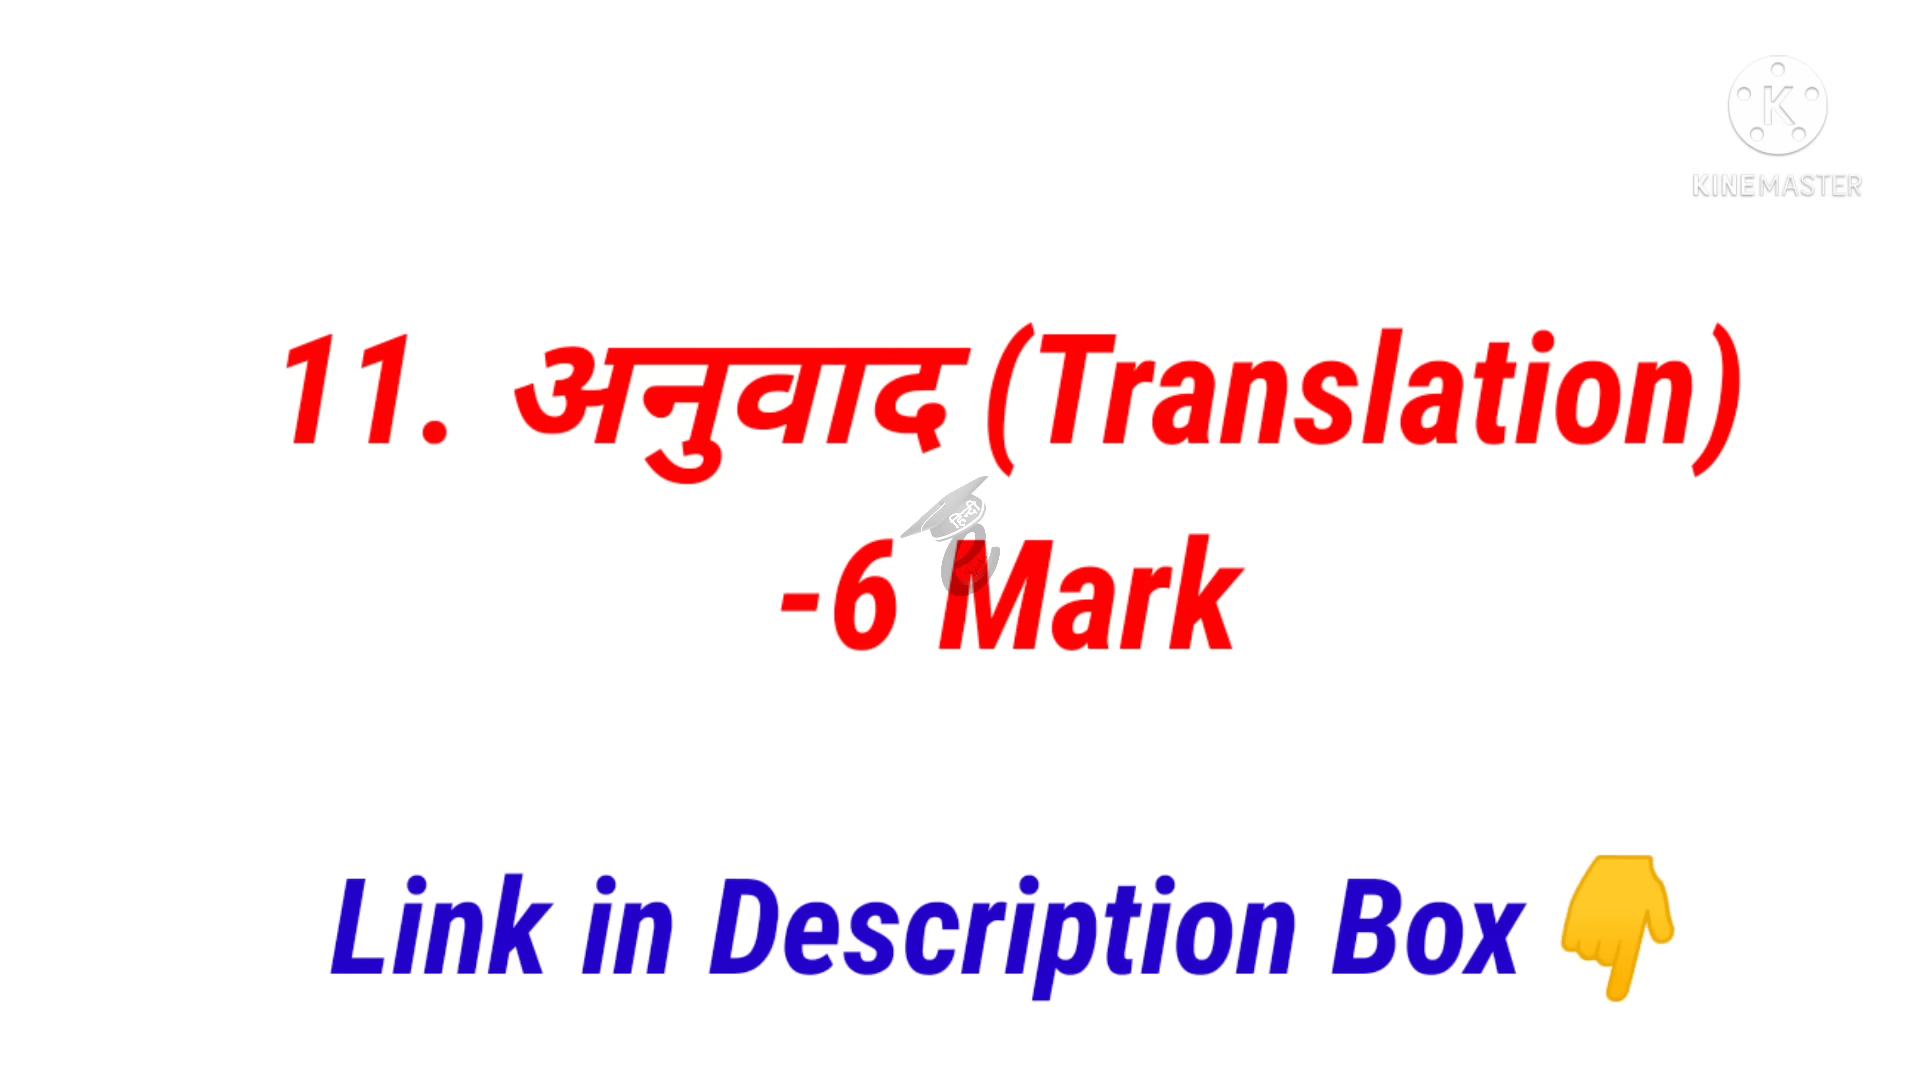 K
KINEMASTER
11. अनुवाद (Translation)
हिन्दी
-6 Mark
Link in Description Box